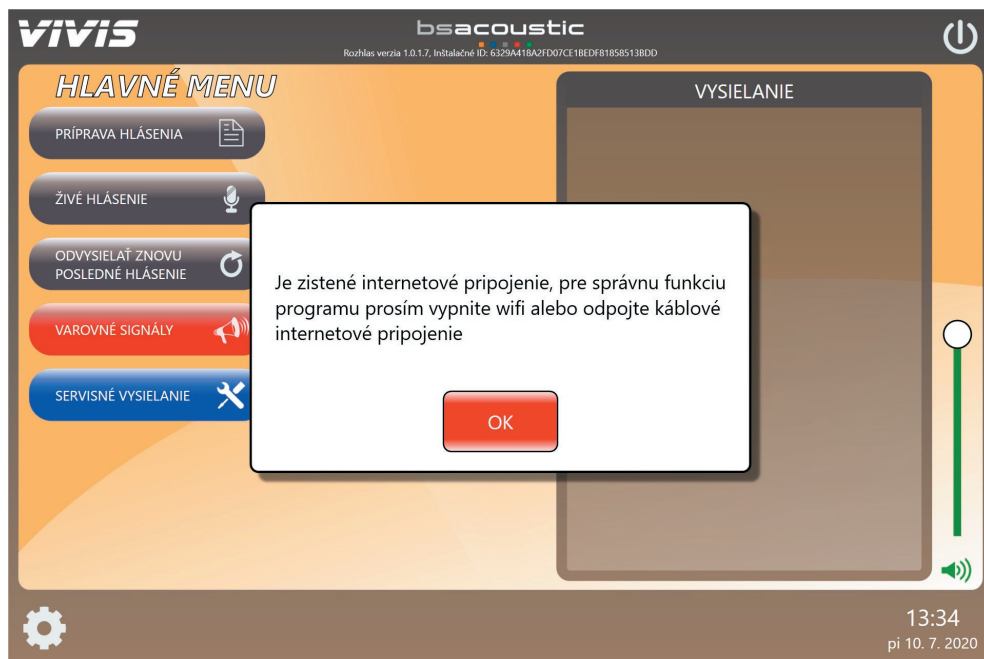 VIVIS
bsacoustic
Rozhlas verzia 1.0.1.7, Inštalačné ID: 6329A418A2FD07CE1BEDF81858513BDD
HLAVNÉ MENU
PRÍPRAVA HLÁSENIA
ŽIVÉ HLÁSENIE
ODVYSIELAŤ ZNOVU
POSLEDNÉ HLÁSENIE
VAROVNÉ SIGNÁLY
SERVISNÉ VYSIELANIE
VYSIELANIE
Je zistené internetové pripojenie, pre správnu funkciu
programu prosím vypnite wifi alebo odpojte káblové
internetové pripojenie
OK
13:34
pi 10. 7. 2020